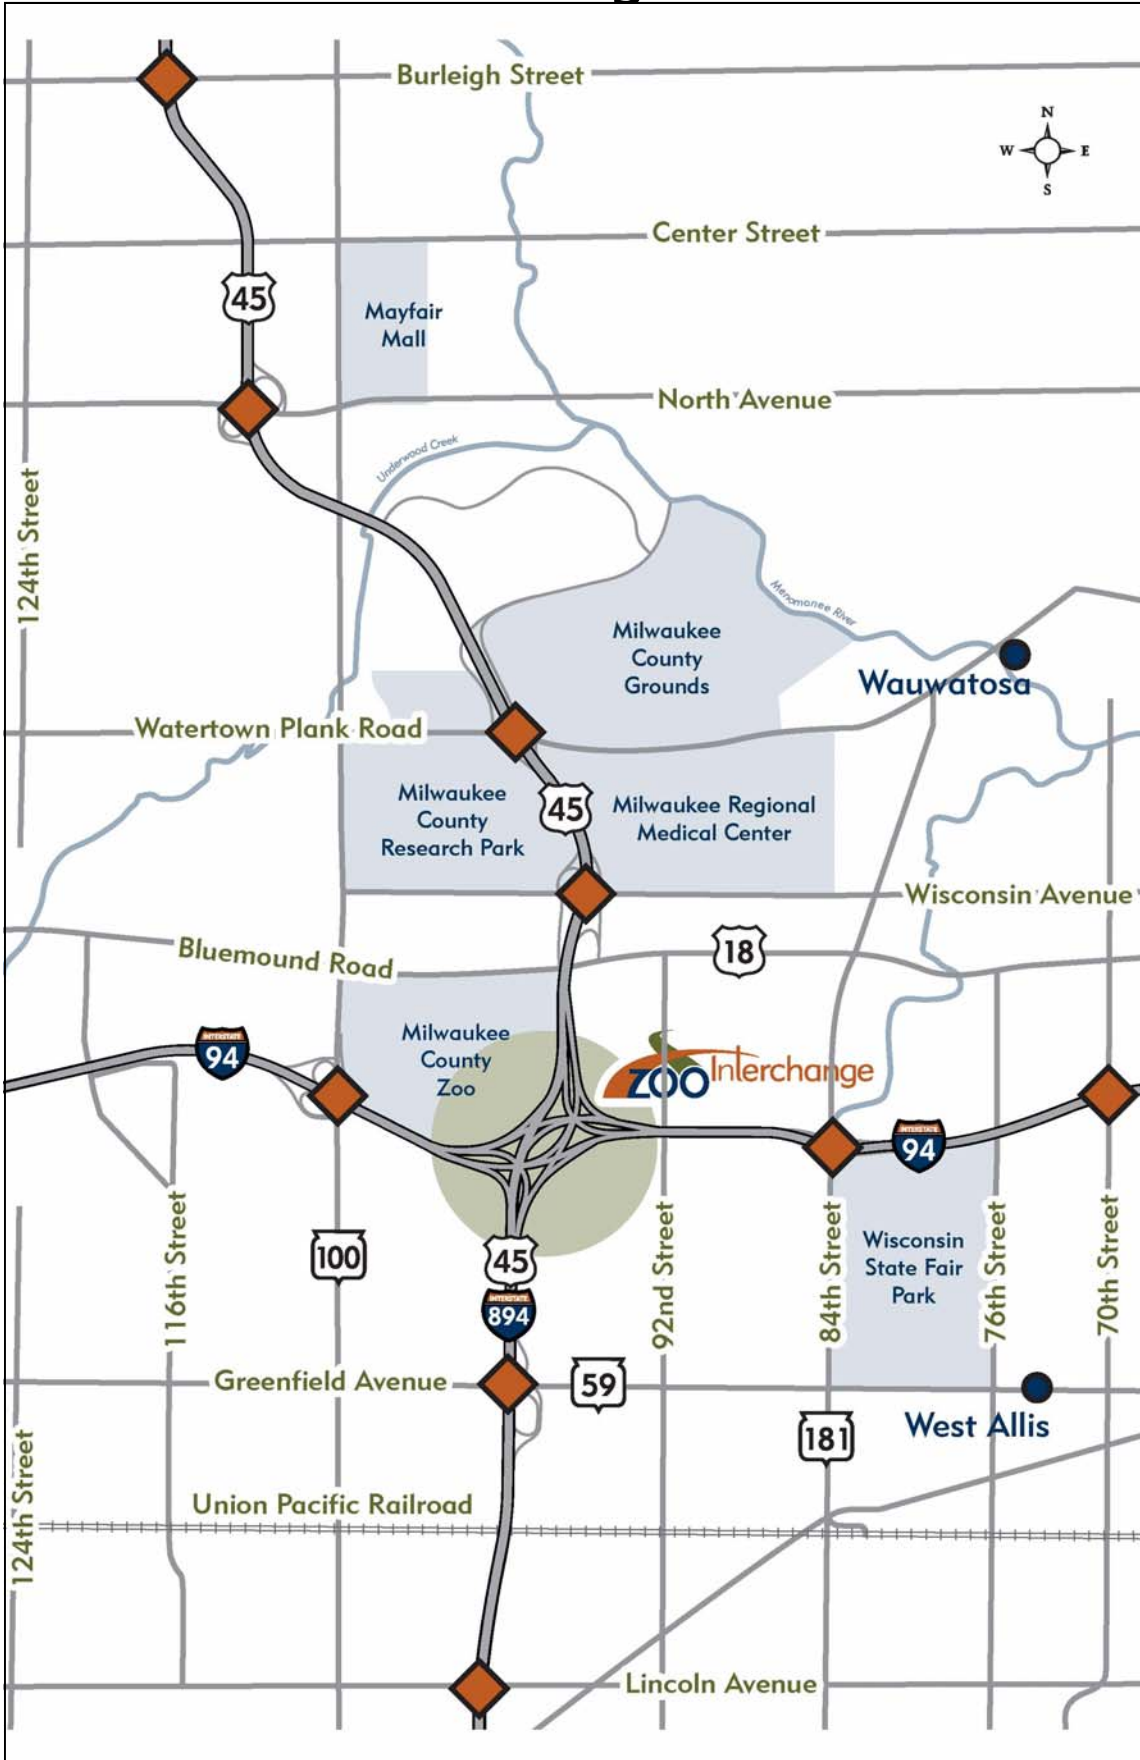 Burleigh Street
N
W E
S
Center Street
45
Mayfair
Mall
North Avenue
Underwood Creek
124th Street
Menomonee River
Milwaukee
County
Grounds
Wauwatosa
Watertown Plank Road
Milwaukee
County
Research Park
45
Milwaukee Regional
Medical Center
Wisconsin Avenue
Bluemound Road
18
INTERSTATE
94
Milwaukee
County
Zoo
ZOO Interchange
INTERSTATE
94
116th Street
100
45
INTERSTATE
894
92nd Street
84th Street
Wisconsin
State Fair
Park
76th Street
70th Street
Greenfield Avenue
59
West Allis
181
124th Street
Union Pacific Railroad
Lincoln Avenue